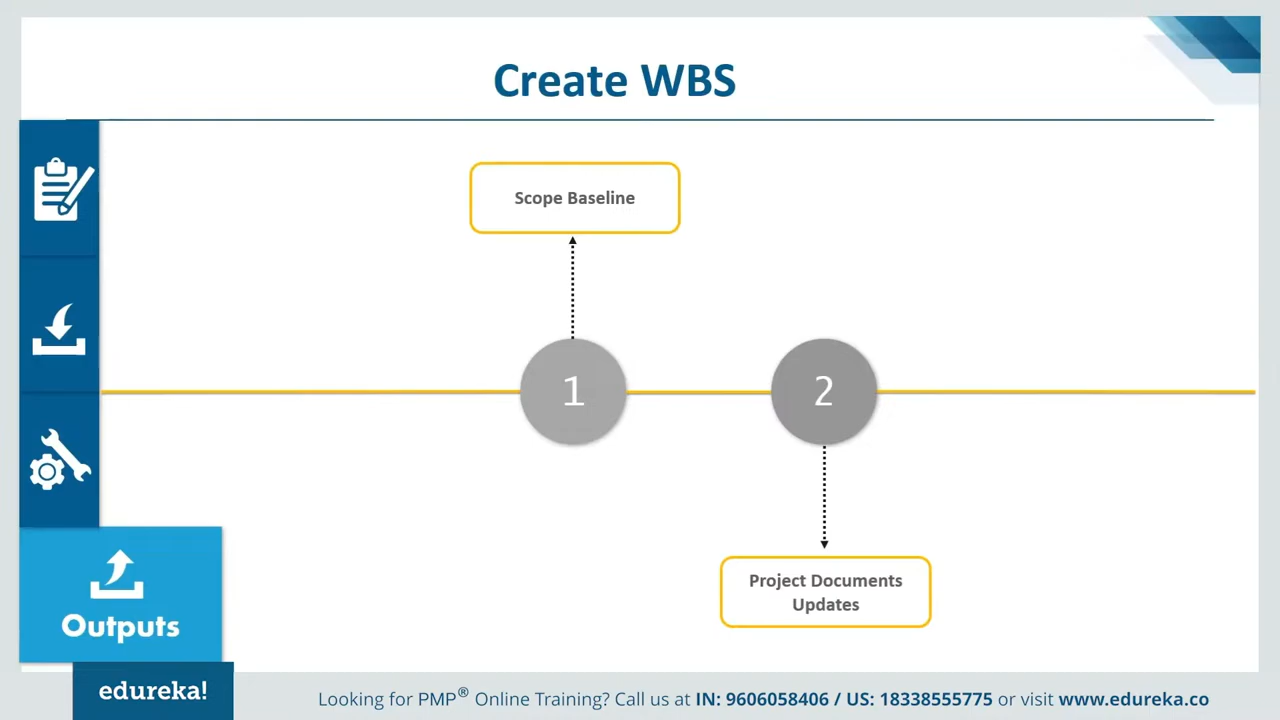 Create WBS
Scope Baseline
1
2
Project Documents
Updates
Outputs
edureka!
Looking for PMP® Online Training? Call us at IN: 9606058406 / US: 18338555775 or visit www.edureka.co